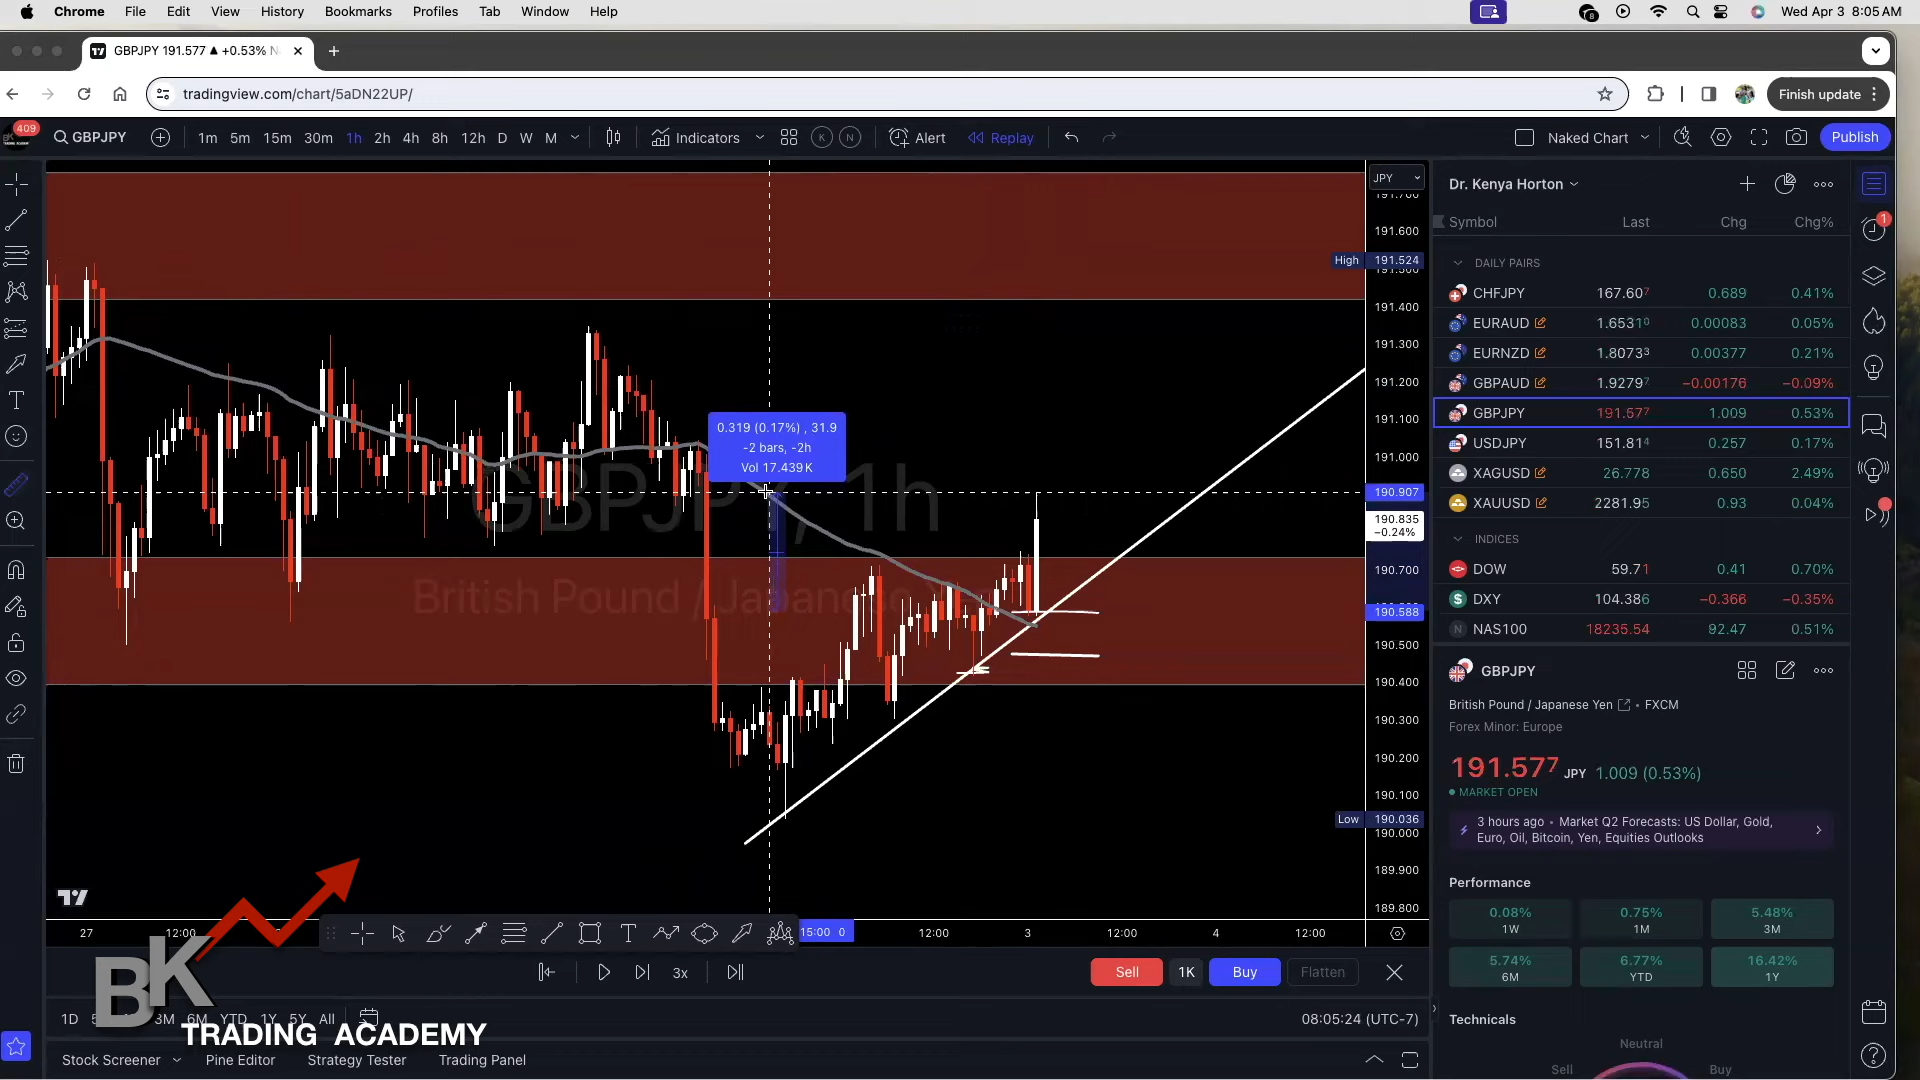 Chrome File Edit View History Bookmarks Profiles Tab Window Help
8
Wed Apr 3 8:05 AM
GBPJPY 191.577 ▲ +0.53%
tradingview.com/chart/5aDN22UP/
Finish update
409
GBPJPY
1m 5m 15m 30m 1h 2h 4h 8h 12h D W M
Indicators
K N
Alert
Replay
Naked Chart
Publish
JPY
191.600
High 191.524
191.400
191.300
191.200
191.100
191.000
190.907
190.835
−0.24%
190.700
190.588
190.500
190.400
190.300
190.200
190.100
Low 190.036
190.000
189.900
189.800
0.319 (0.17%) , 31.9
-2 bars, -2h
Vol 17.439K
GBPJPY, 1h
British Pound / Japanese
27 12:00 15:00 0 12:00 3 12:00 4 12:00
3x
Sell 1K Buy Flatten
1D 3M 6M YTD 1Y 5Y All
08:05:24 (UTC-7)
BK
TRADING ACADEMY
Stock Screener Pine Editor Strategy Tester Trading Panel
Dr. Kenya Horton
Symbol Last Chg Chg%
DAILY PAIRS
CHFJPY 167.607 0.689 0.41%
EURAUD 1.65310 0.00083 0.05%
EURNZD 1.80733 0.00377 0.21%
GBPAUD 1.92797 −0.00176 −0.09%
GBPJPY 191.577 1.009 0.53%
USDJPY 151.814 0.257 0.17%
XAGUSD 26.778 0.650 2.49%
XAUUSD 2281.95 0.93 0.04%
INDICES
DOW 59.71 0.41 0.70%
DXY 104.386 −0.366 −0.35%
NAS100 18235.54 92.47 0.51%
GBPJPY
British Pound / Japanese Yen • FXCM
Forex Minor: Europe
191.577 JPY 1.009 (0.53%)
MARKET OPEN
3 hours ago • Market Q2 Forecasts: US Dollar, Gold,
Euro, Oil, Bitcoin, Yen, Equities Outlooks
Performance
0.08% 0.75% 5.48%
1W 1M 3M
5.74% 6.77% 16.42%
6M YTD 1Y
Technicals
Neutral
Sell Buy
1